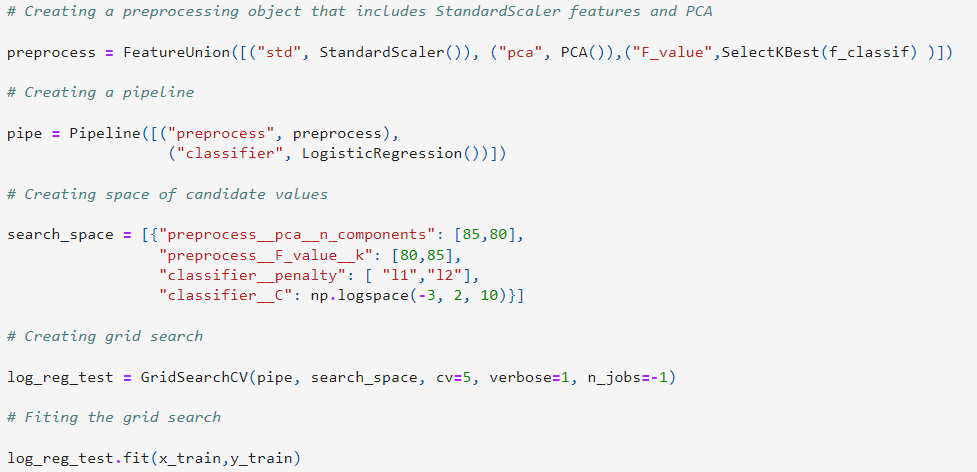 # Creating a preprocessing object that includes StandardScaler features and PCA
preprocess = FeatureUnion([("std", StandardScaler()), ("pca", PCA()),("F_value",SelectKBest(f_classif) )])
# Creating a pipeline
pipe = Pipeline([("preprocess", preprocess),
("classifier", LogisticRegression())])
# Creating space of candidate values
search_space = [{"preprocess__pca__n_components": [85,80],
"preprocess__F_value__k": [80,85],
"classifier__penalty": [ "l1","l2"],
"classifier__C": np.logspace(-3, 2, 10)}]
# Creating grid search
log_reg_test = GridSearchCV(pipe, search_space, cv=5, verbose=1, n_jobs=-1)
# Fiting the grid search
log_reg_test.fit(x_train,y_train)